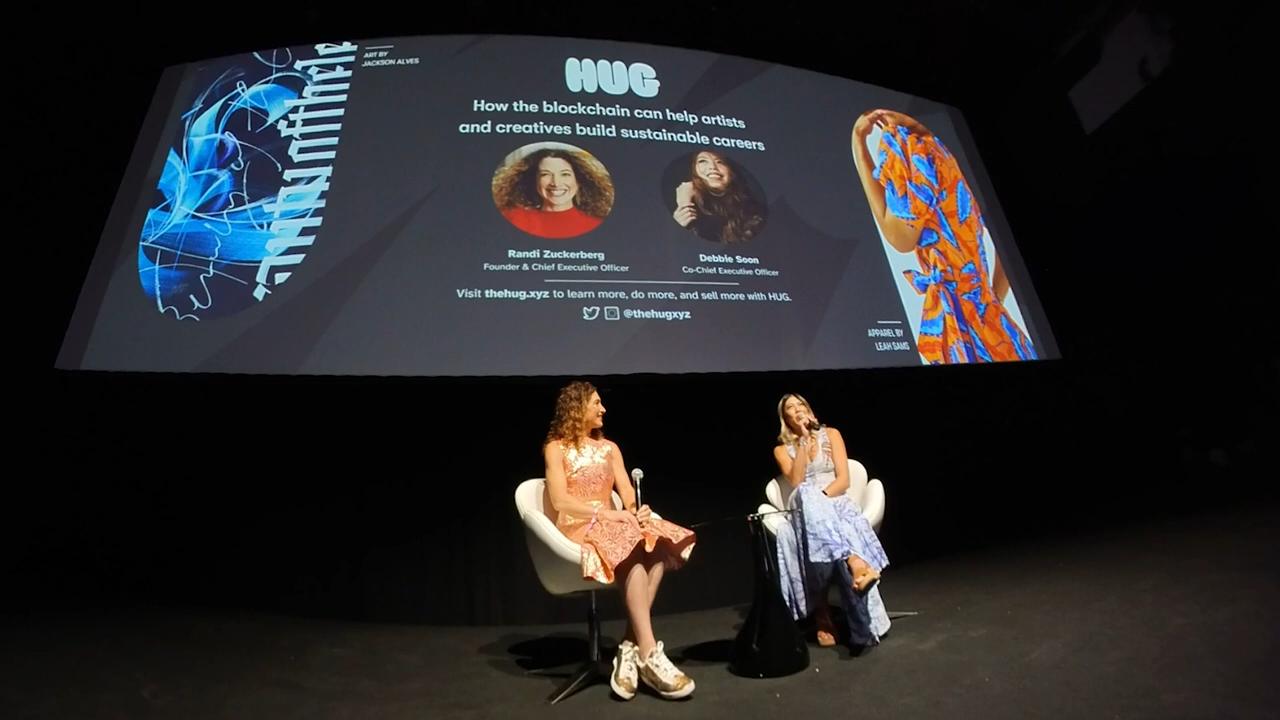 ART BY
JACKSON ALVES
HUG
How the blockchain can help artists
and creatives build sustainable careers
Randi Zuckerberg
Founder & Chief Executive Officer
Debbie Soon
Co-Chief Executive Officer
Visit thehug.xyz to learn more, do more, and sell more with HUG.
@thehugxyz
APPAREL BY
LEAH SAMS